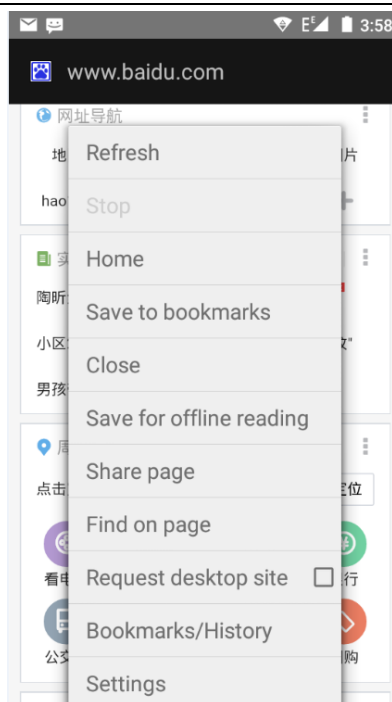 E 3:58
www.baidu.com
网址导航
地 片
Refresh
hao
Stop
Home
陶昕
Save to bookmarks
小区
Close
男孩
Save for offline reading
Share page
点击 定位
Find on page
看电 行
Request desktop site
Bookmarks/History
公交 购
Settings